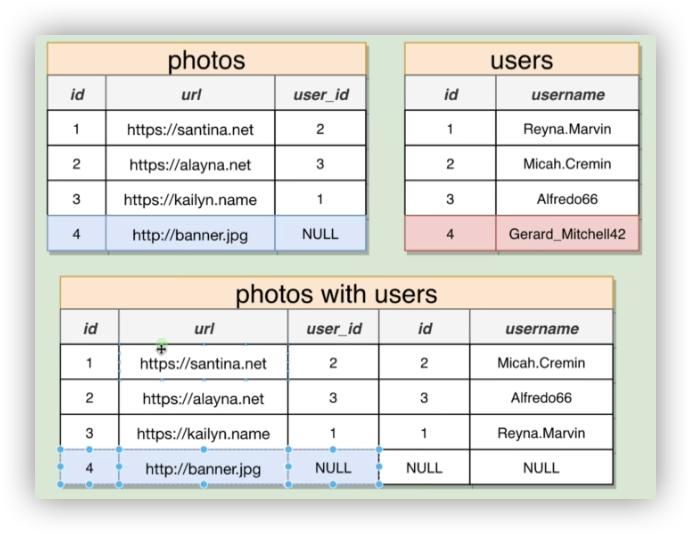 photos
id url user_id
1 https://santina.net 2
2 https://alayna.net 3
3 https://kailyn.name 1
4 http://banner.jpg NULL
users
id username
1 Reyna.Marvin
2 Micah.Cremin
3 Alfredo66
4 Gerard_Mitchell42
photos with users
id url user_id id username
1 https://santina.net 2 2 Micah.Cremin
2 https://alayna.net 3 3 Alfredo66
3 https://kailyn.name 1 1 Reyna.Marvin
4 http://banner.jpg NULL NULL NULL